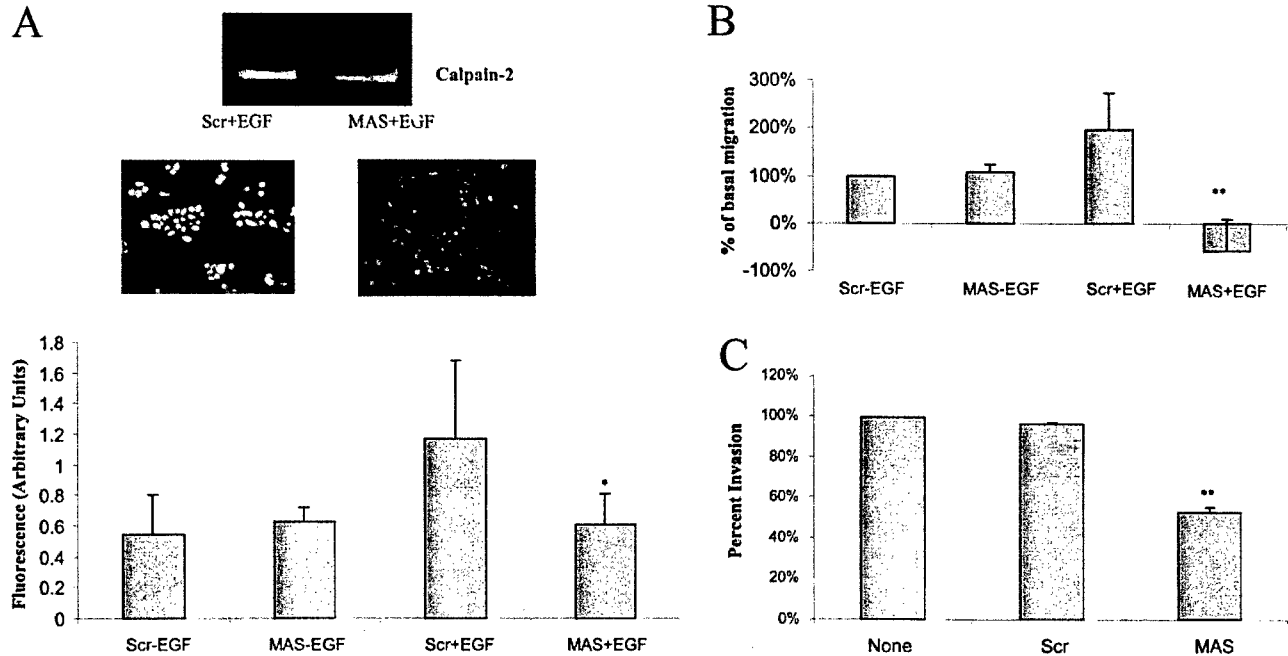 A
Calpain-2
Scr+EGF MAS+EGF
Fluorescence (Arbitrary Units)
1.8
1.6
1.4
1.2
1
0.8
0.6
0.4
0.2
0
*
Scr-EGF MAS-EGF Scr+EGF MAS+EGF
B
% of basal migration
300%
200%
100%
0%
-100%
**
Scr-EGF MAS-EGF Scr+EGF MAS+EGF
C
Percent Invasion
120%
100%
80%
60%
40%
20%
0%
**
None Scr MAS